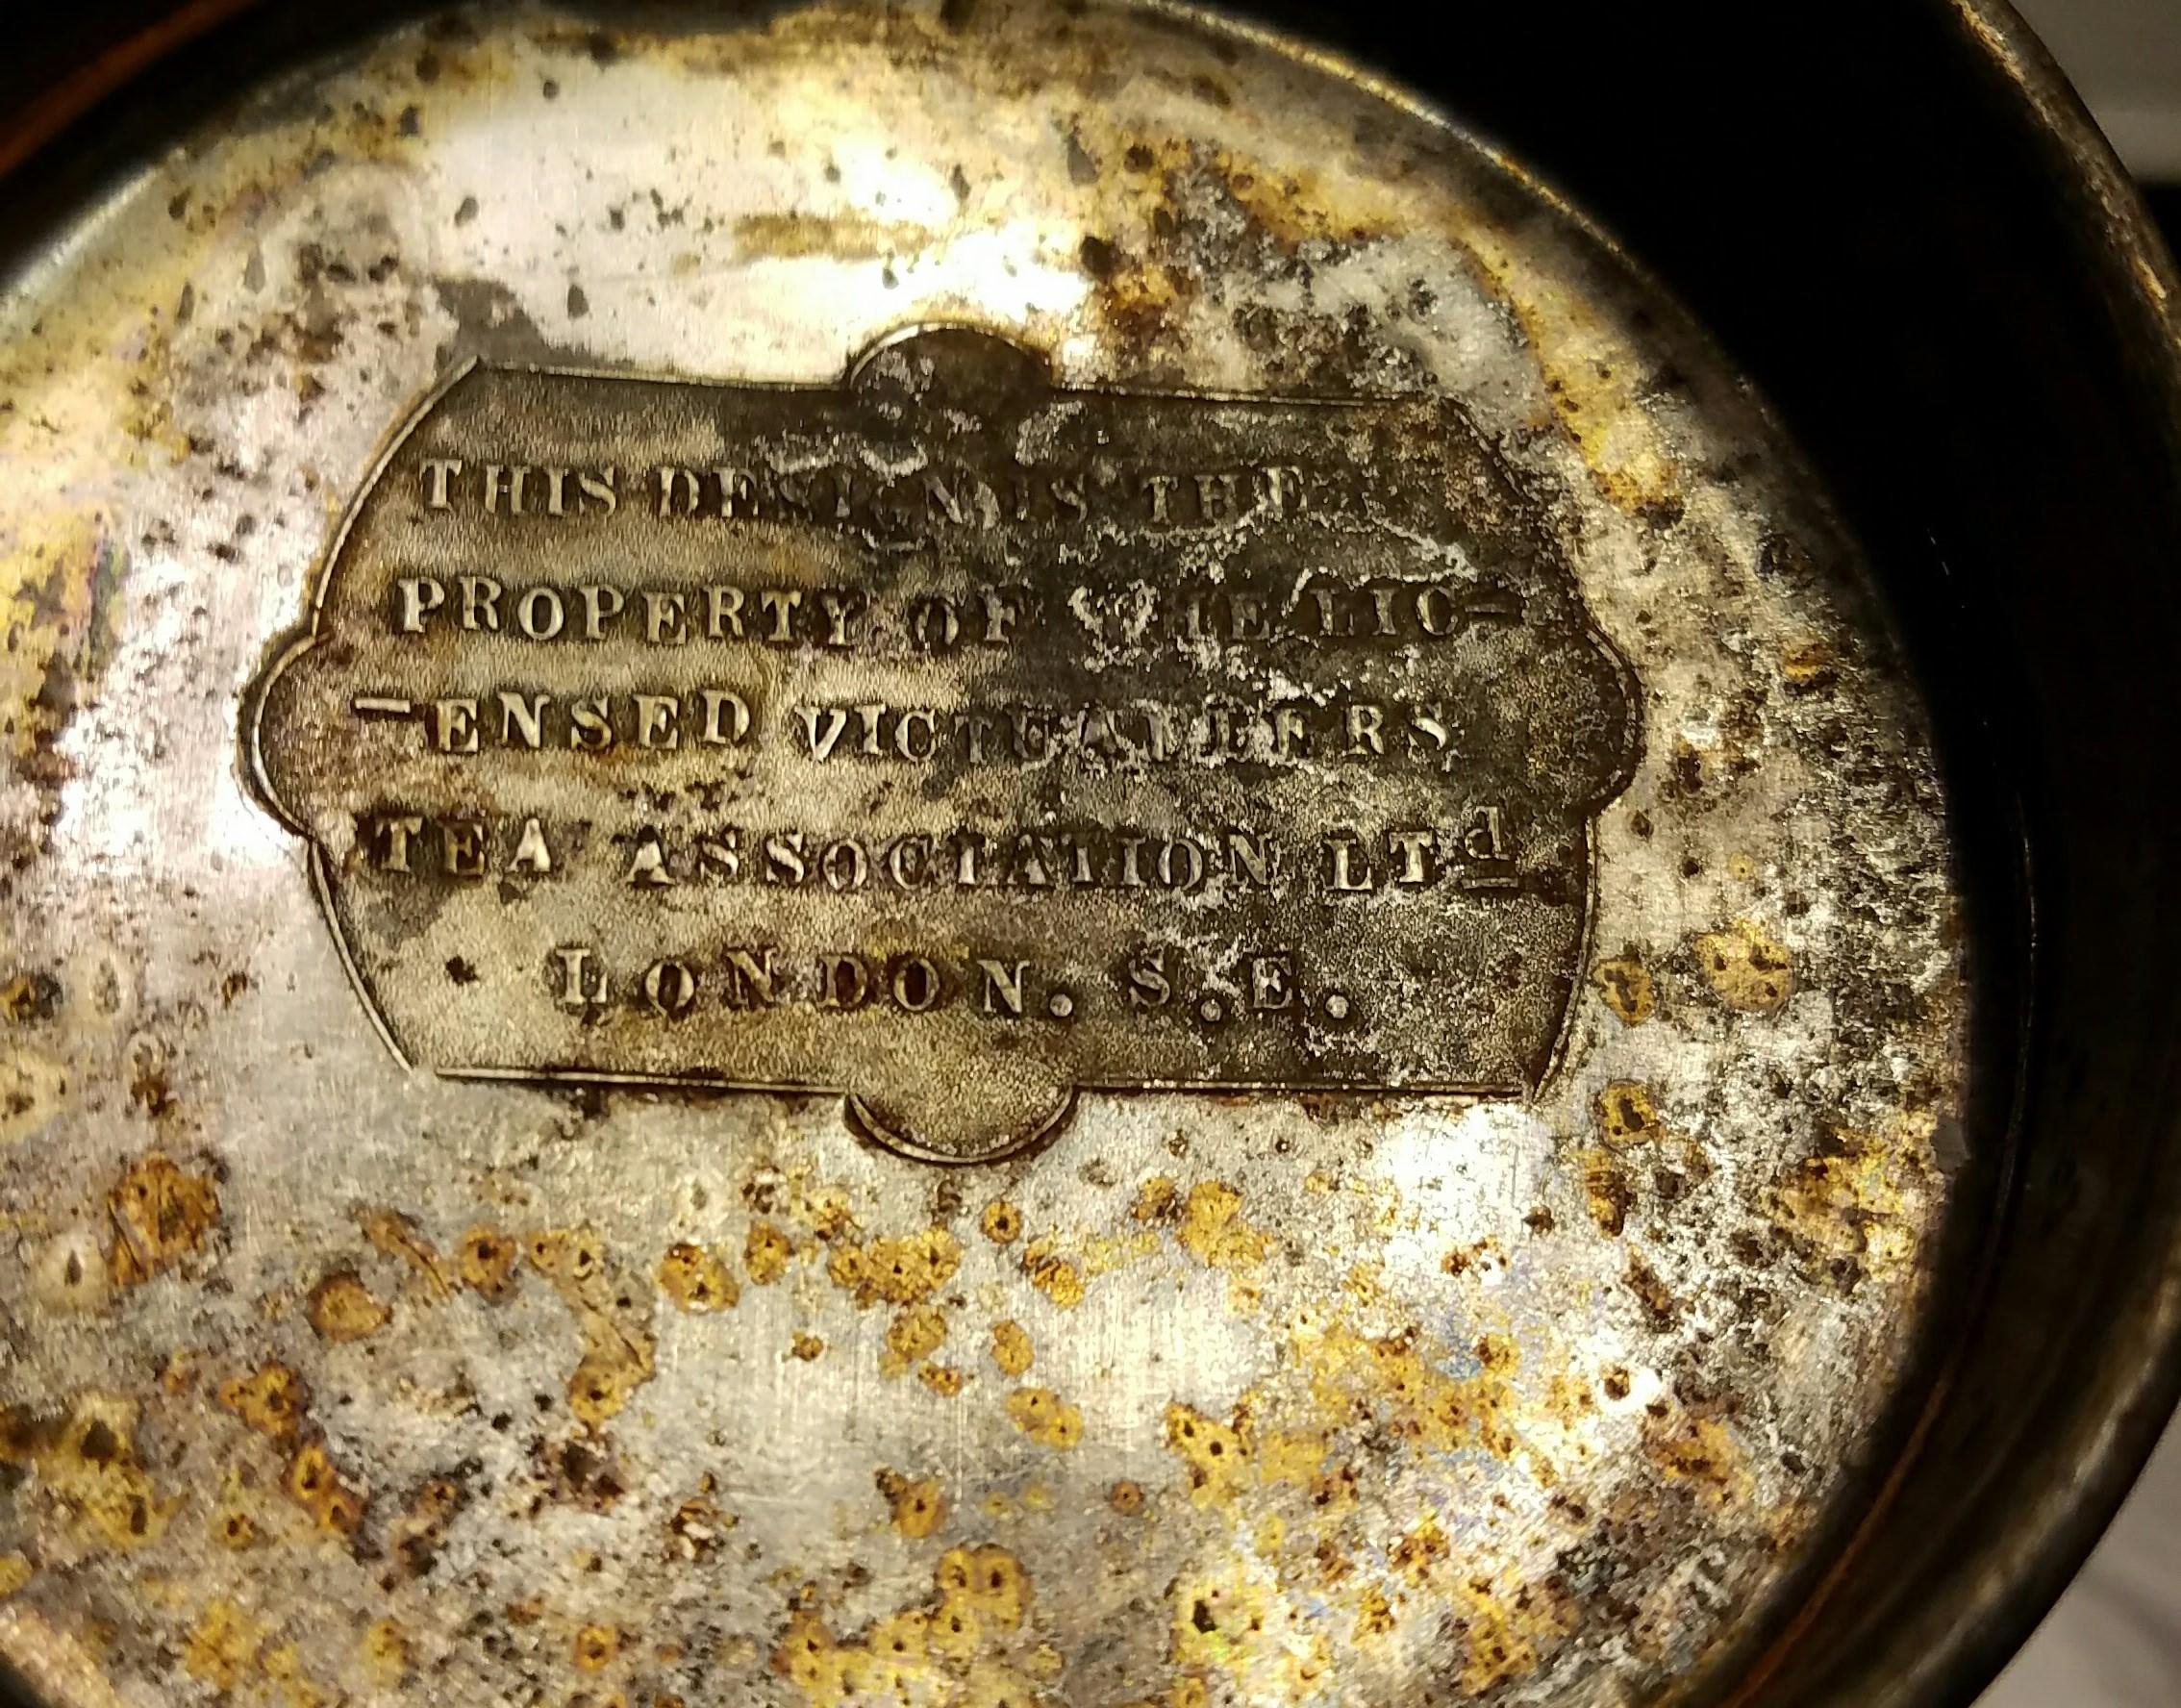 THIS DESIGN IS THE
PROPERTY OF THE LIC-
-ENSED VICTUALLERS
TEA ASSOCIATION LTd
LONDON. S.E.